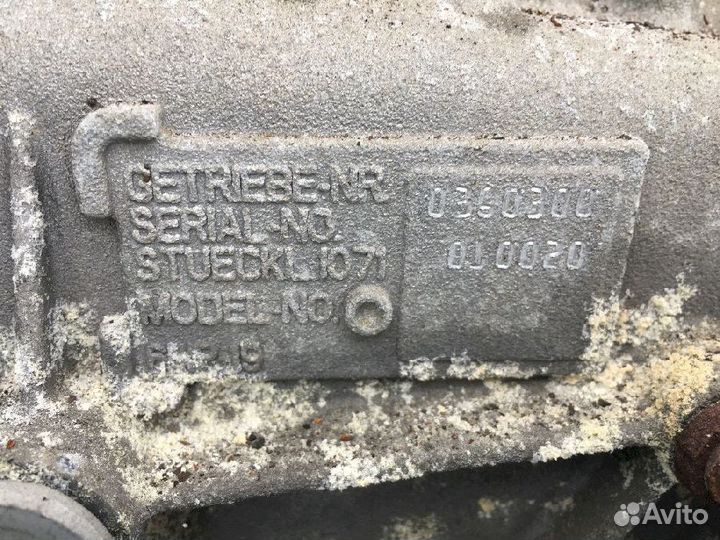 GETRIEBE-NR. 0360300
SERIAL-NO.
STUECKL. 1071 010020
MODEL-NO.
Avito